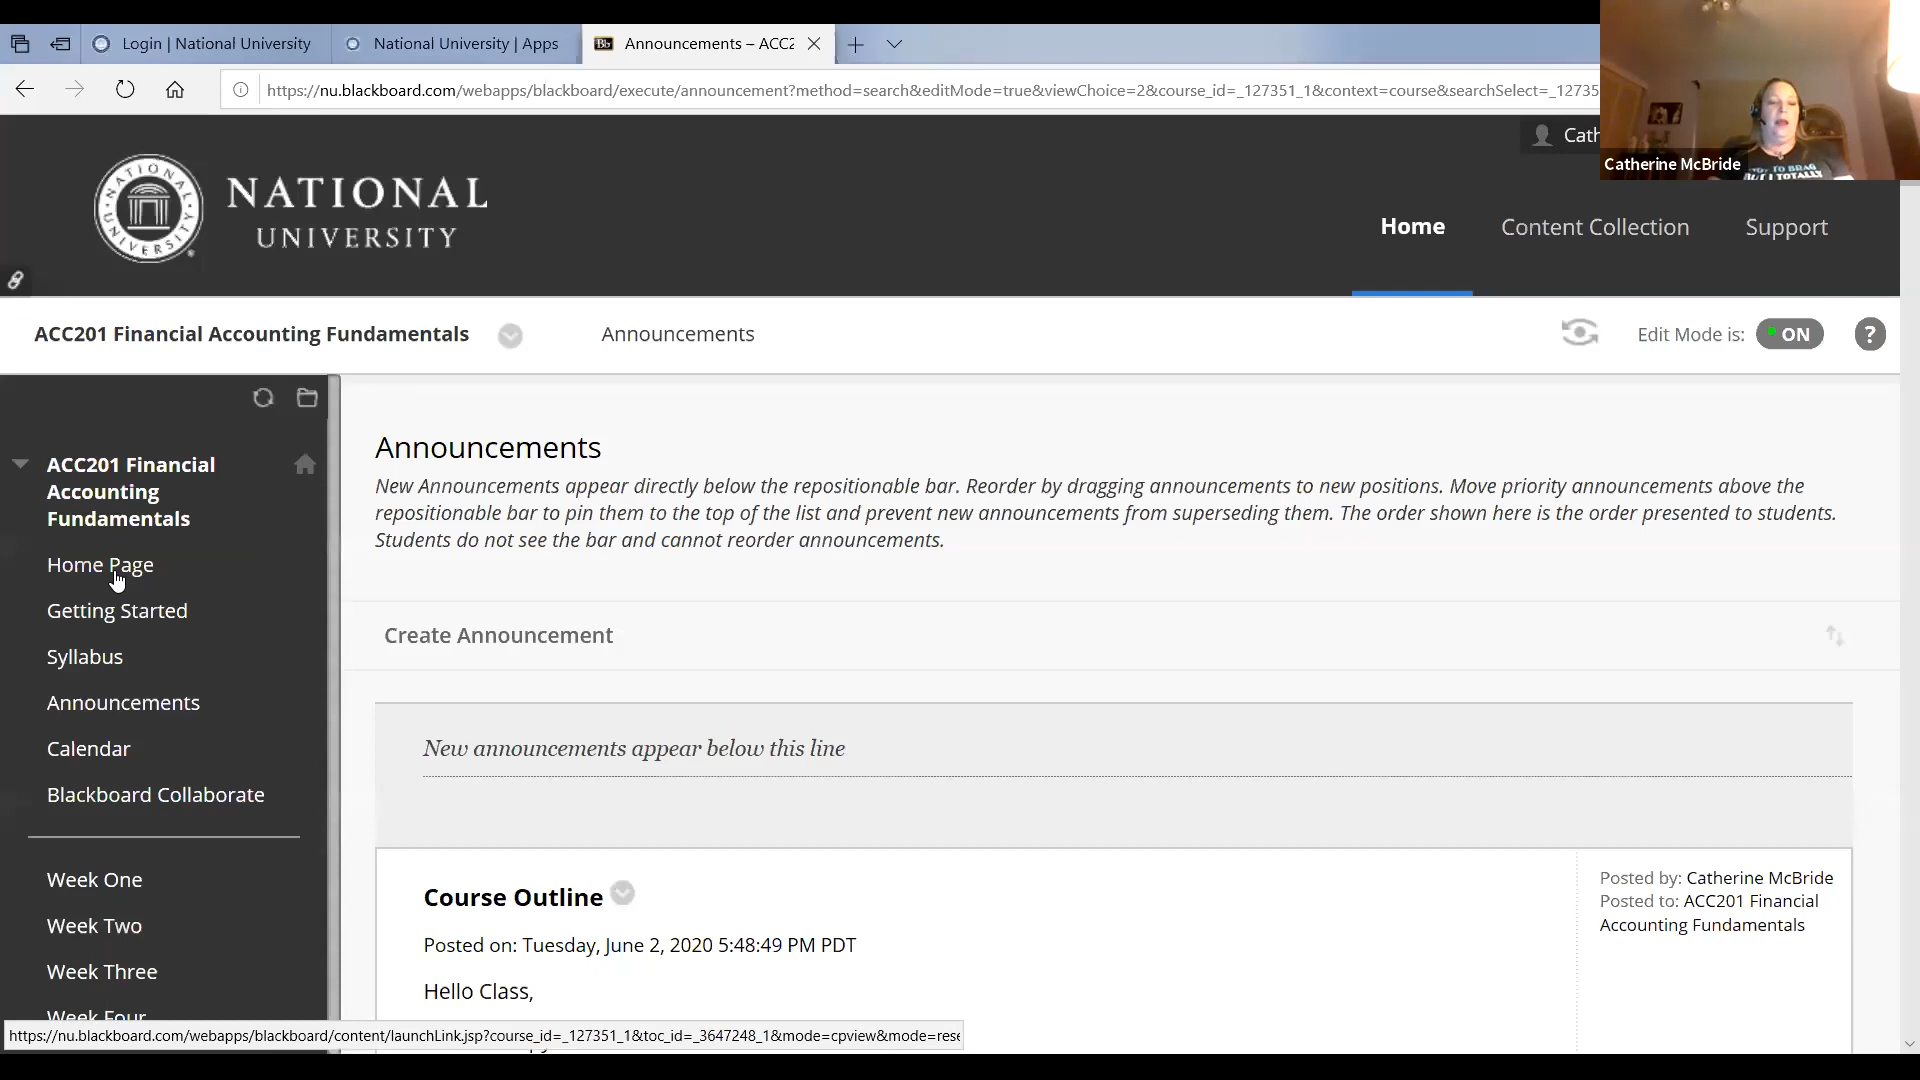 Login | National University
National University | Apps
Bb
Announcements – ACC2
https://nu.blackboard.com/webapps/blackboard/execute/announcement?method=search&editMode=true&viewChoice=2&course_id=_127351_1&context=course&searchSelect=_12735
Cath
Catherine McBride
BUT I TOTALLY
NATIONAL
UNIVERSITY
NATIONAL UNIVERSITY
Home
Content Collection
Support
ACC201 Financial Accounting Fundamentals
Announcements
Edit Mode is:
ON
?
ACC201 Financial
Accounting
Fundamentals
Home Page
Getting Started
Syllabus
Announcements
Calendar
Blackboard Collaborate
Week One
Week Two
Week Three
Week Four
https://nu.blackboard.com/webapps/blackboard/content/launchLink.jsp?course_id=_127351_1&toc_id=_3647248_1&mode=cpview&mode=rese
Announcements
New Announcements appear directly below the repositionable bar. Reorder by dragging announcements to new positions. Move priority announcements above the
repositionable bar to pin them to the top of the list and prevent new announcements from superseding them. The order shown here is the order presented to students.
Students do not see the bar and cannot reorder announcements.
Create Announcement
New announcements appear below this line
Course Outline
Posted on: Tuesday, June 2, 2020 5:48:49 PM PDT
Hello Class,
Posted by: Catherine McBride
Posted to: ACC201 Financial
Accounting Fundamentals